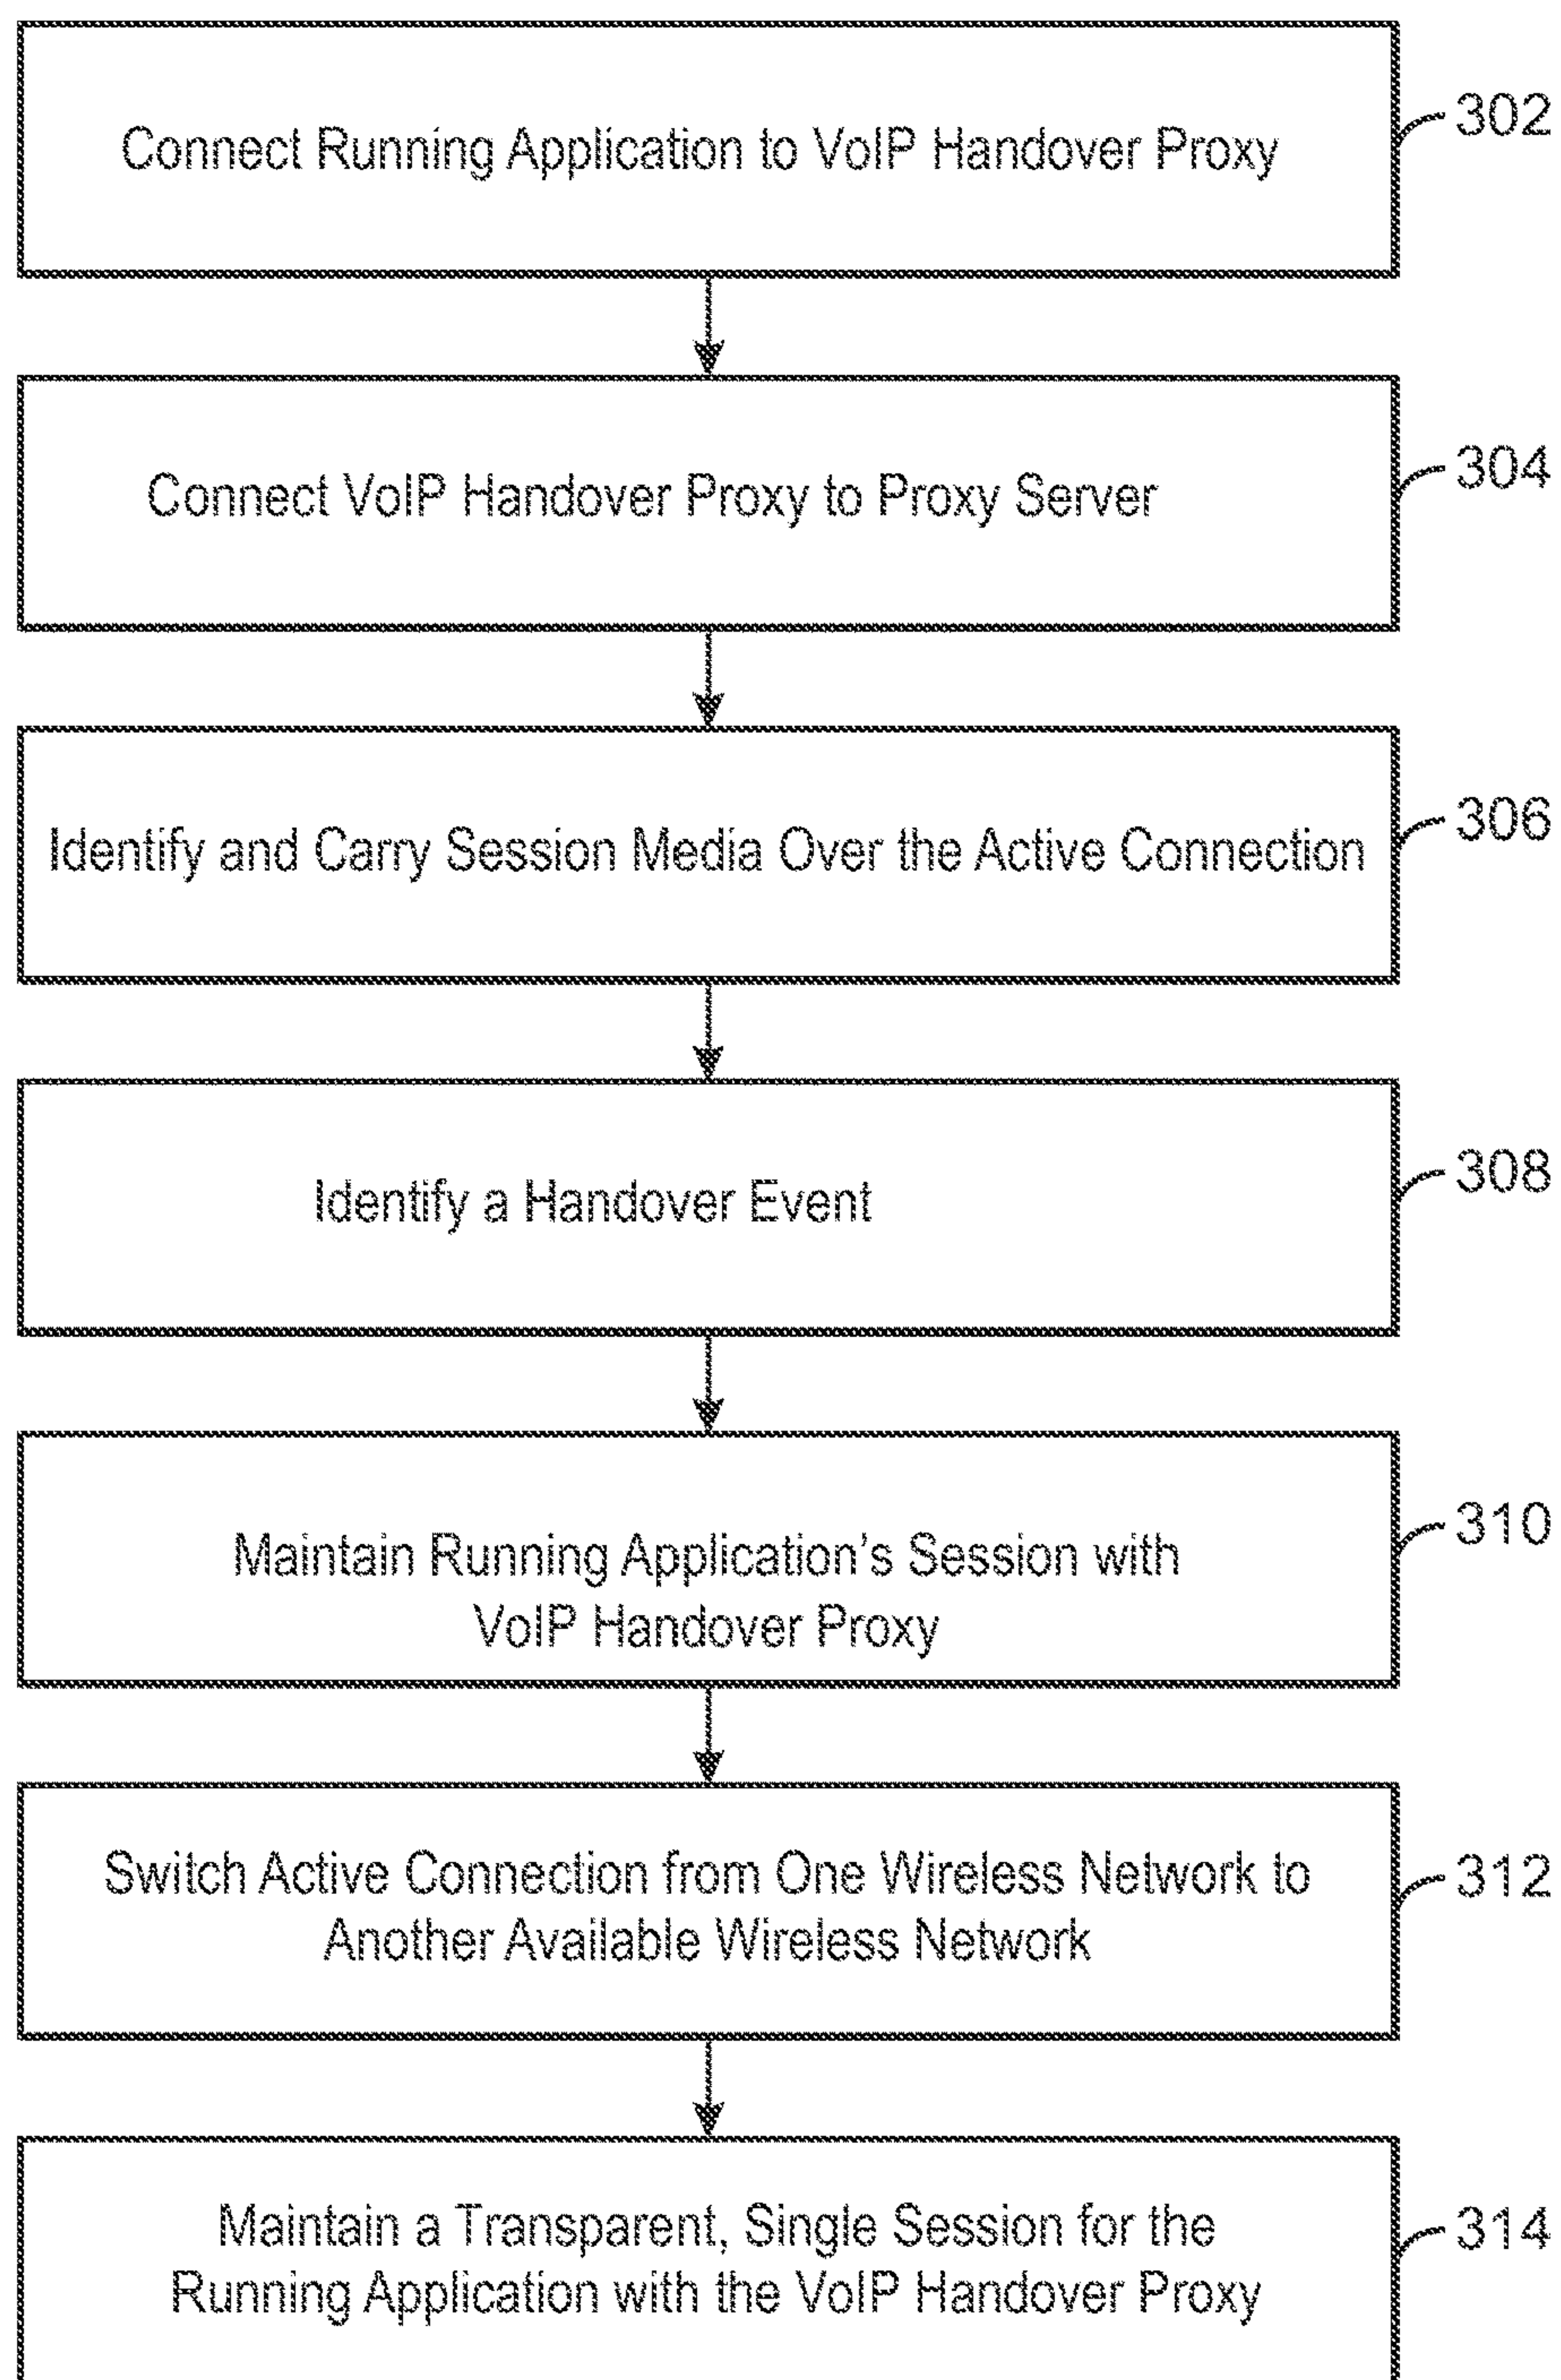 Connect Running Application to VoIP Handover Proxy
302
Connect VoIP Handover Proxy to Proxy Server
304
Identify and Carry Session Media Over the Active Connection
306
Identify a Handover Event
308
Maintain Running Application's Session with
VoIP Handover Proxy
310
Switch Active Connection from One Wireless Network to
Another Available Wireless Network
312
Maintain a Transparent, Single Session for the
Running Application with the VoIP Handover Proxy
314